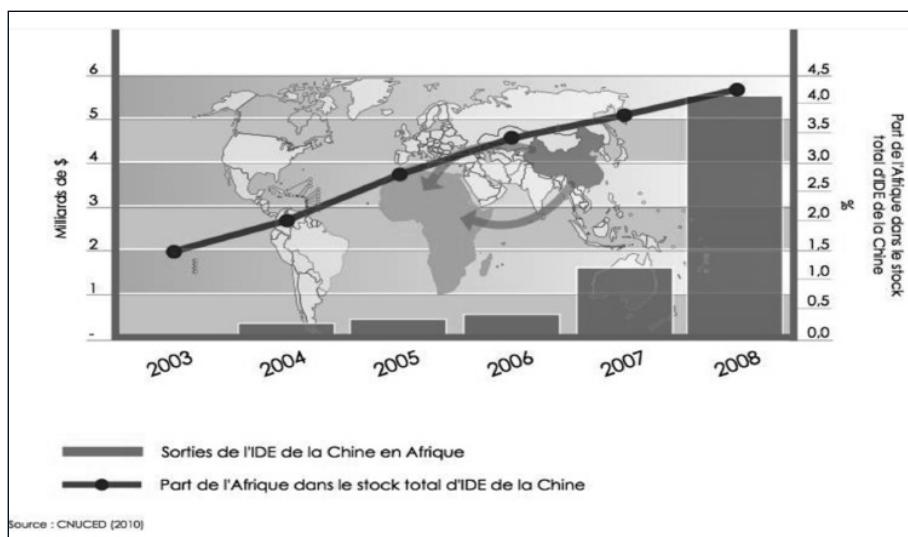 6
5
4
3
2
1
-
Milliards de $
4,5
4,0
3,5
3,0
2,5
2,0
1,5
1,0
0,5
0,0
Part de l'Afrique dans le stock
total d'IDE de la Chine
%
2003 2004 2005 2006 2007 2008
Sorties de l'IDE de la Chine en Afrique
Part de l'Afrique dans le stock total d'IDE de la Chine
Source : CNUCED (2010)